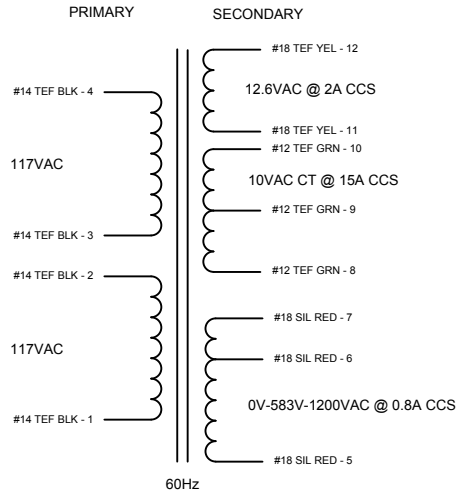 PRIMARY SECONDARY
#18 TEF YEL - 12
#14 TEF BLK - 4
12.6VAC @ 2A CCS
#18 TEF YEL - 11
#12 TEF GRN - 10
117VAC
10VAC CT @ 15A CCS
#12 TEF GRN - 9
#14 TEF BLK - 3
#12 TEF GRN - 8
#14 TEF BLK - 2
#18 SIL RED - 7
117VAC
#18 SIL RED - 6
0V-583V-1200VAC @ 0.8A CCS
#14 TEF BLK - 1
#18 SIL RED - 5
60Hz